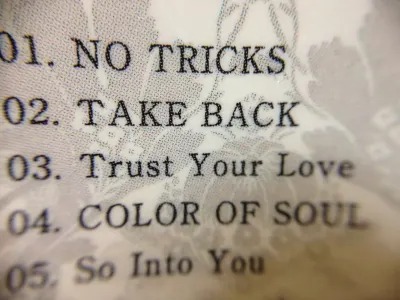 01. NO TRICKS
02. TAKE BACK
03. Trust Your Love
04. COLOR OF SOUL
05. So Into You